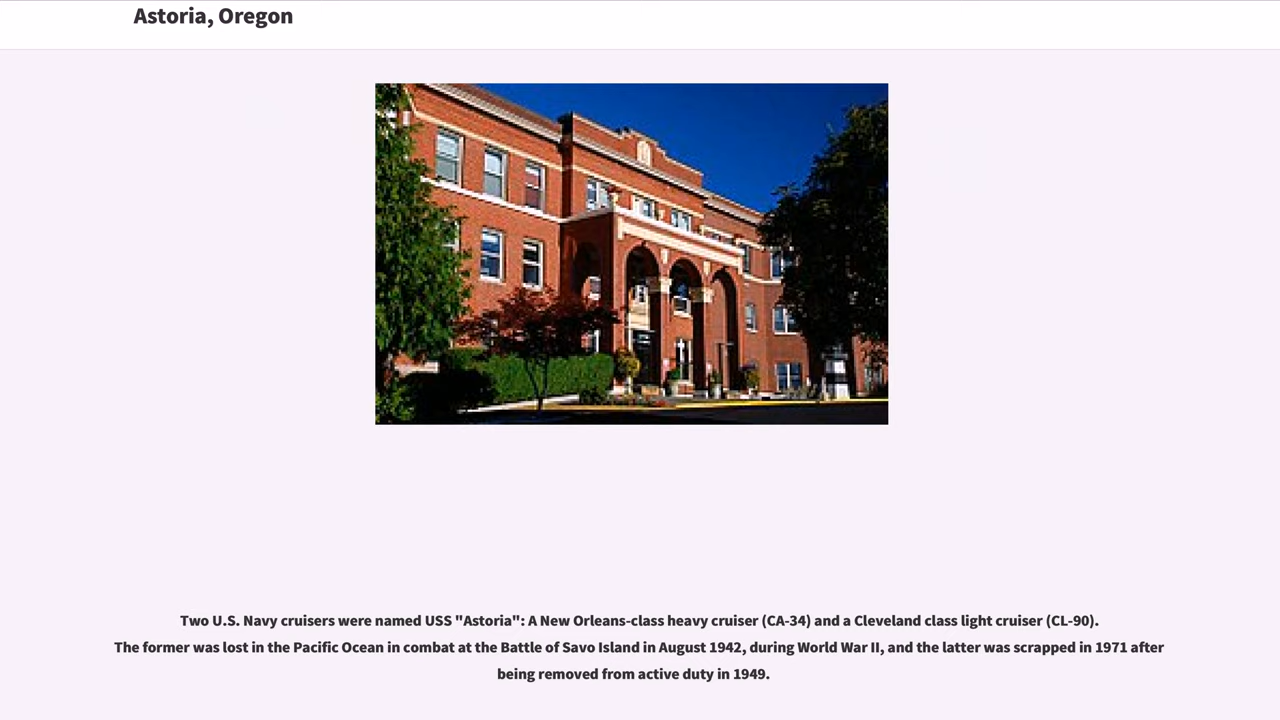 Astoria, Oregon
Two U.S. Navy cruisers were named USS "Astoria": A New Orleans-class heavy cruiser (CA-34) and a Cleveland class light cruiser (CL-90).
The former was lost in the Pacific Ocean in combat at the Battle of Savo Island in August 1942, during World War II, and the latter was scrapped in 1971 after
being removed from active duty in 1949.